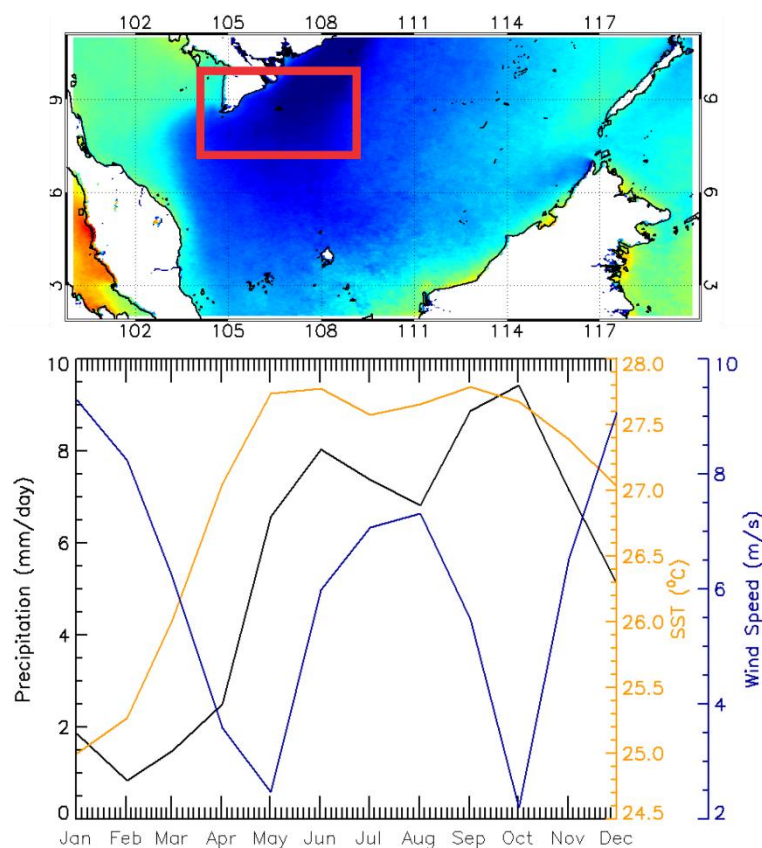 102 105 108 111 114 117
9 9
6 6
3 3
102 105 108 111 114 117
10 28.0 10
8 27.5 8
27.0
6 26.5 6
26.0
4 25.5 4
2 25.0
0 24.5 2
Precipitation (mm/day)
SST (°C)
Wind Speed (m/s)
Jan Feb Mar Apr May Jun Jul Aug Sep Oct Nov Dec